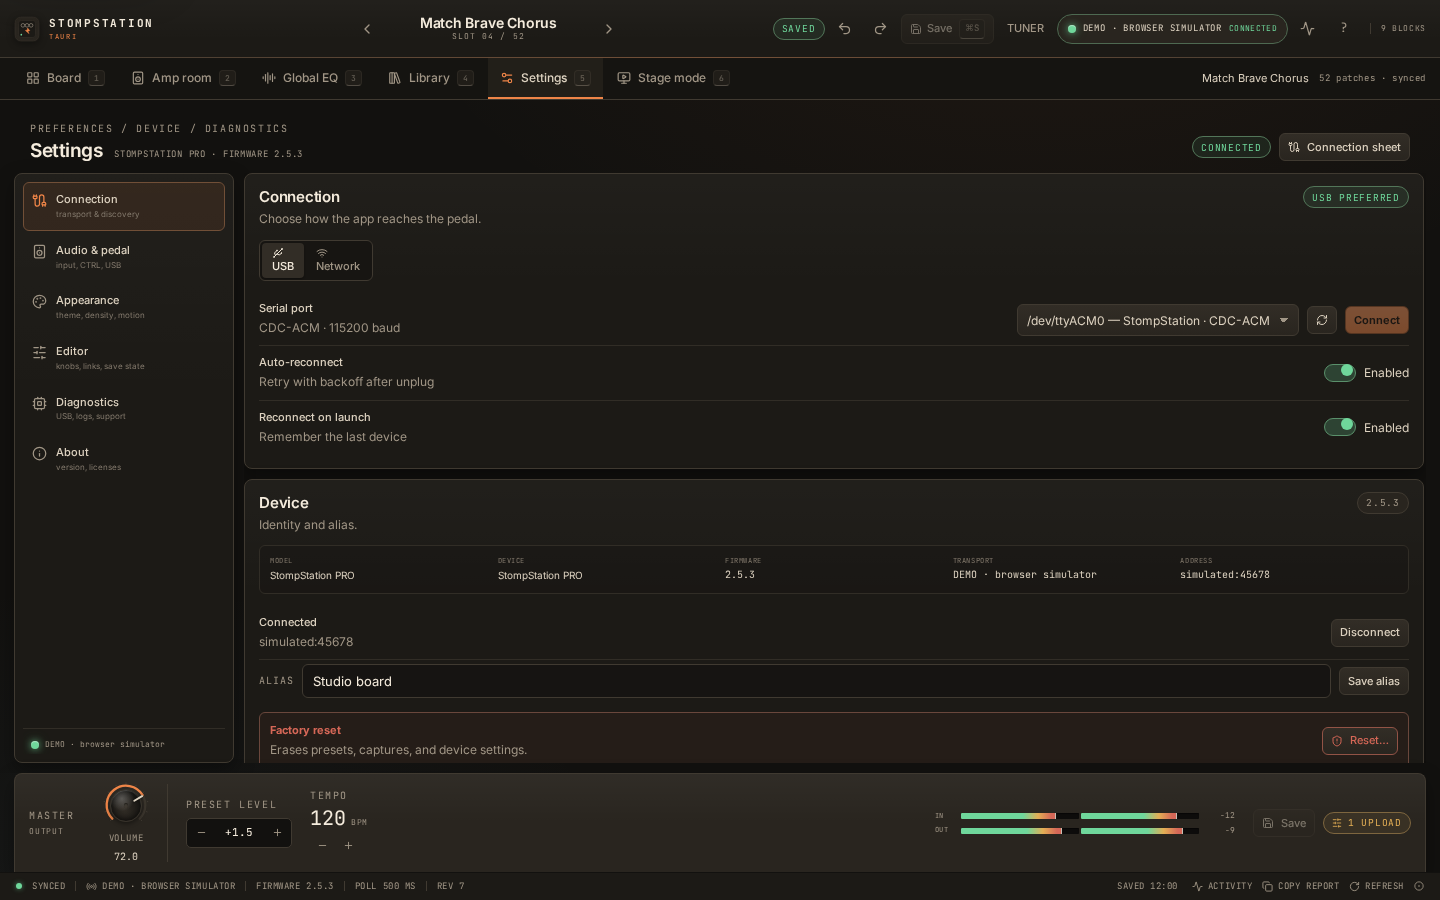 STOMPSTATION
TAURI
Match Brave Chorus
SLOT 04 / 52
SAVED
Save ⌘S
TUNER
DEMO · BROWSER SIMULATOR CONNECTED
?
9 BLOCKS
Board 1
Amp room 2
Global EQ 3
Library 4
Settings 5
Stage mode 6
Match Brave Chorus 52 patches · synced
PREFERENCES / DEVICE / DIAGNOSTICS
Settings STOMPSTATION PRO · FIRMWARE 2.5.3
CONNECTED
Connection sheet
Connection
transport & discovery
Audio & pedal
input, CTRL, USB
Appearance
theme, density, motion
Editor
knobs, links, save state
Diagnostics
USB, logs, support
About
version, licenses
DEMO · browser simulator
Connection
USB PREFERRED
Choose how the app reaches the pedal.
USB
Network
Serial port
CDC-ACM · 115200 baud
/dev/ttyACM0 — StompStation · CDC-ACM
Connect
Auto-reconnect
Retry with backoff after unplug
Enabled
Reconnect on launch
Remember the last device
Enabled
Device
2.5.3
Identity and alias.
MODEL
StompStation PRO
DEVICE
StompStation PRO
FIRMWARE
2.5.3
TRANSPORT
DEMO · browser simulator
ADDRESS
simulated:45678
Connected
simulated:45678
Disconnect
ALIAS
Studio board
Save alias
Factory reset
Erases presets, captures, and device settings.
Reset…
MASTER
OUTPUT
VOLUME
72.0
PRESET LEVEL
− +1.5 +
TEMPO
120 BPM
− +
IN -12
OUT -9
Save
1 UPLOAD
SYNCED
DEMO · BROWSER SIMULATOR
FIRMWARE 2.5.3
POLL 500 MS
REV 7
SAVED 12:00
ACTIVITY
COPY REPORT
REFRESH